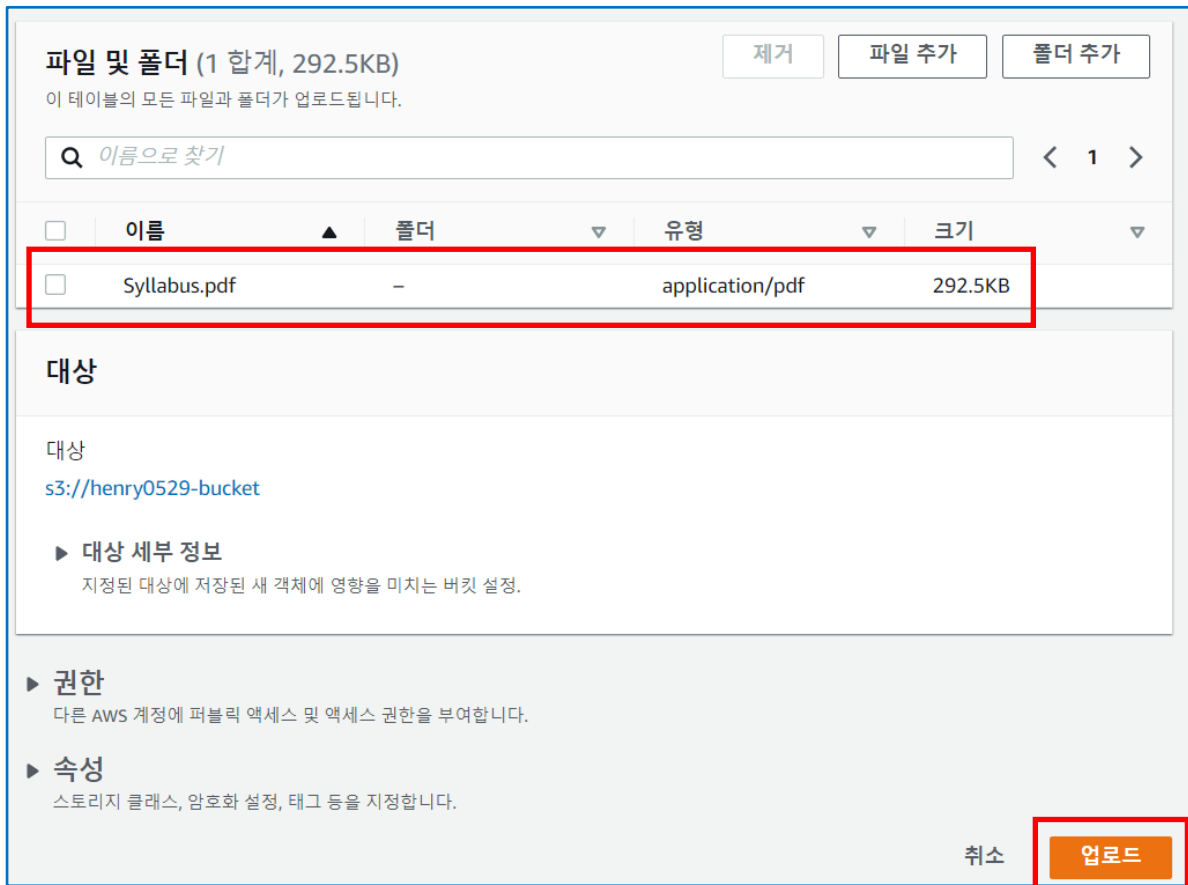 파일 및 폴더 (1 합계, 292.5KB)
제거
파일 추가
폴더 추가
이 테이블의 모든 파일과 폴더가 업로드됩니다.
이름으로 찾기
1
이름 폴더 유형 크기
Syllabus.pdf – application/pdf 292.5KB
대상
대상
s3://henry0529-bucket
대상 세부 정보
지정된 대상에 저장된 새 객체에 영향을 미치는 버킷 설정.
권한
다른 AWS 계정에 퍼블릭 액세스 및 액세스 권한을 부여합니다.
속성
스토리지 클래스, 암호화 설정, 태그 등을 지정합니다.
취소
업로드